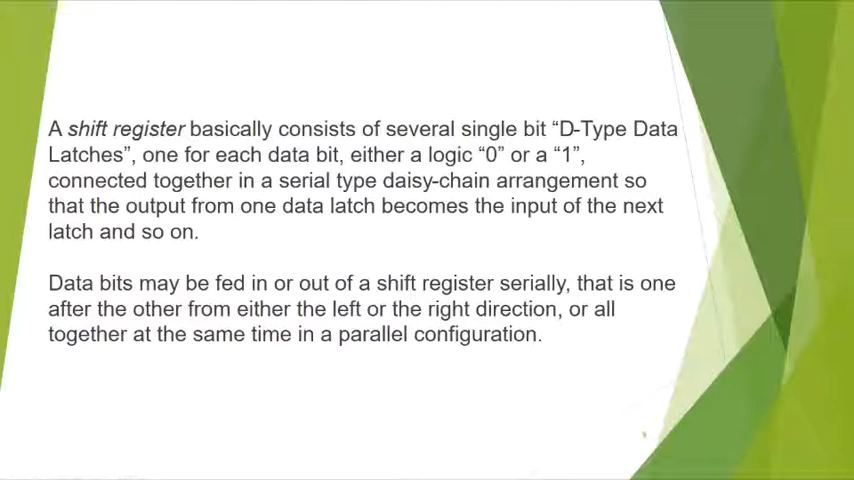 A shift register basically consists of several single bit “D-Type Data
Latches”, one for each data bit, either a logic “0” or a “1”,
connected together in a serial type daisy-chain arrangement so
that the output from one data latch becomes the input of the next
latch and so on.
Data bits may be fed in or out of a shift register serially, that is one
after the other from either the left or the right direction, or all
together at the same time in a parallel configuration.